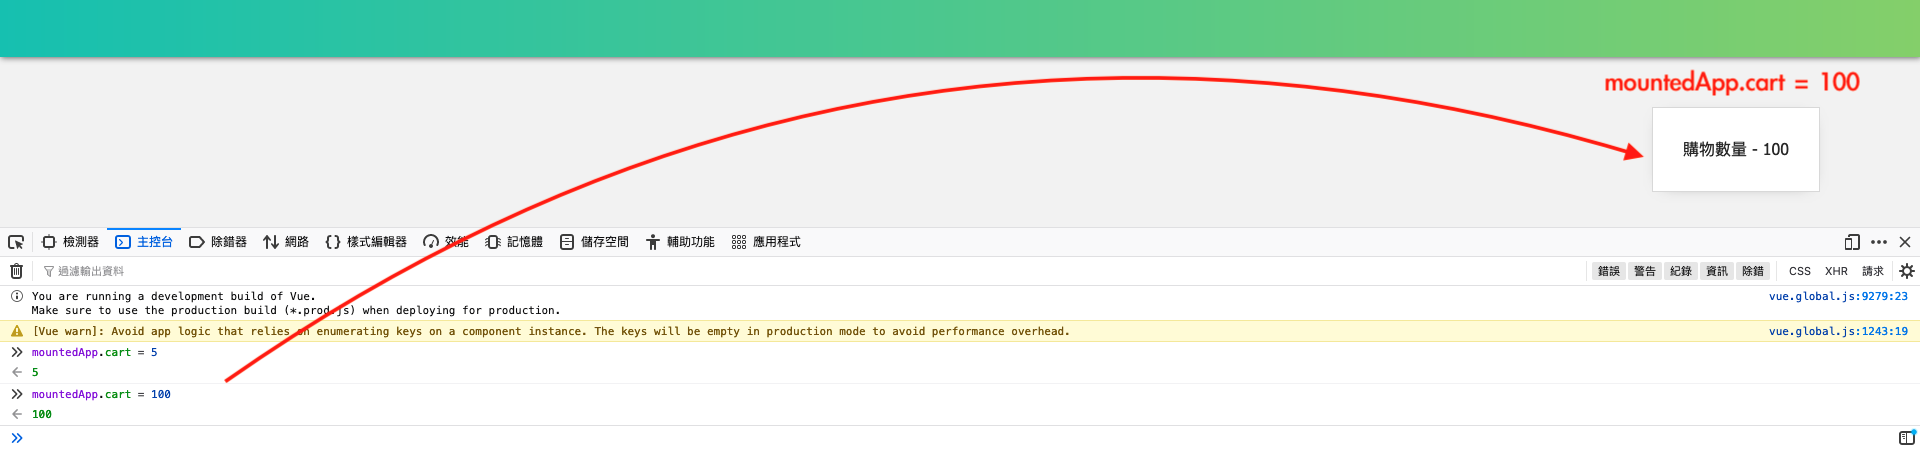 mountedApp.cart = 100
購物數量 - 100
檢測器 主控台 除錯器 網路 樣式編輯器 效能 記憶體 儲存空間 輔助功能 應用程式
過濾輸出資料 錯誤 警告 紀錄 資訊 除錯 CSS XHR 請求
You are running a development build of Vue. vue.global.js:9279:23
Make sure to use the production build (*.prod.js) when deploying for production.
[Vue warn]: Avoid app logic that relies on enumerating keys on a component instance. The keys will be empty in production mode to avoid performance overhead. vue.global.js:1243:19
mountedApp.cart = 5
5
mountedApp.cart = 100
100